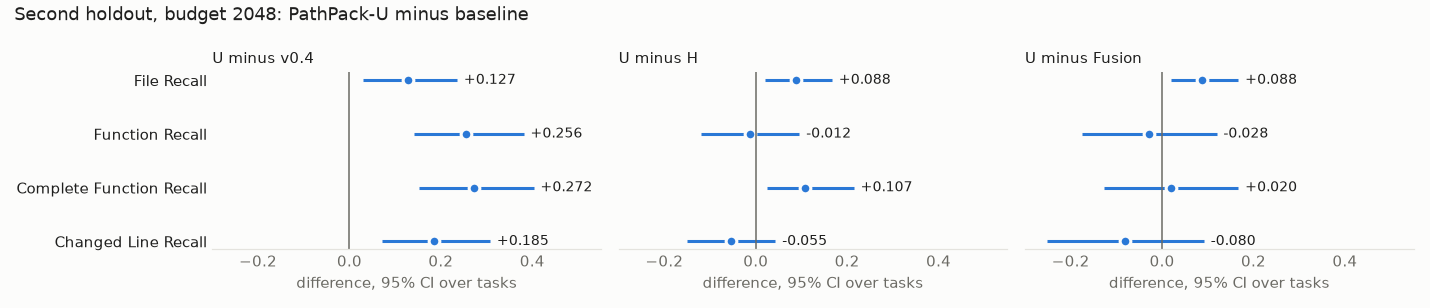 Second holdout, budget 2048: PathPack-U minus baseline
U minus v0.4
File Recall
+0.127
Function Recall
+0.256
Complete Function Recall
+0.272
Changed Line Recall
+0.185
−0.2 0.0 0.2 0.4
difference, 95% CI over tasks
U minus H
+0.088
-0.012
+0.107
-0.055
−0.2 0.0 0.2 0.4
difference, 95% CI over tasks
U minus Fusion
+0.088
-0.028
+0.020
-0.080
−0.2 0.0 0.2 0.4
difference, 95% CI over tasks